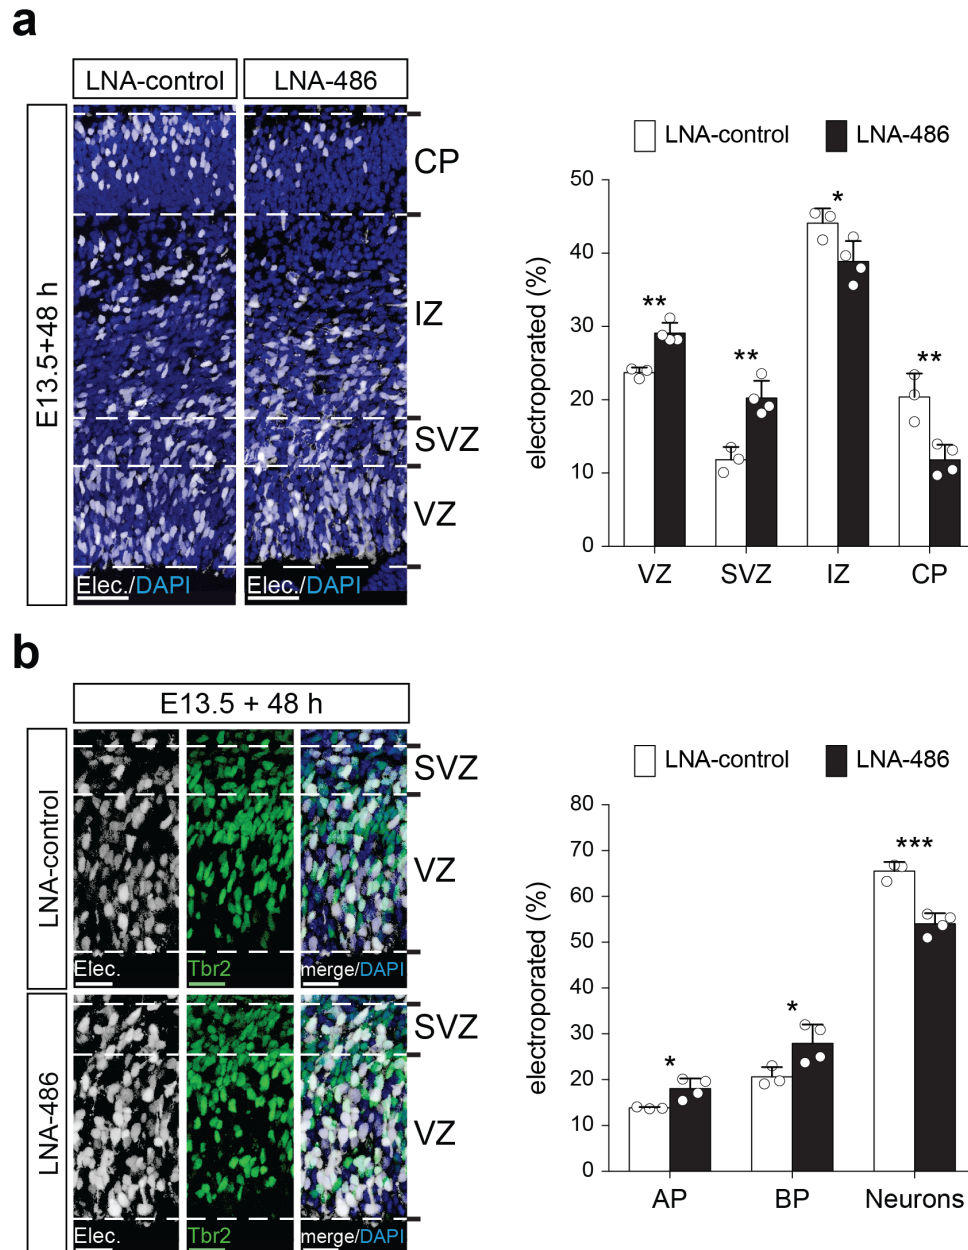 a
LNA-control
LNA-486
E13.5+48 h
CP
IZ
SVZ
VZ
Elec./DAPI
Elec./DAPI
LNA-control
LNA-486
electroporated (%)
50
40
30
20
10
0
**
**
*
**
VZ
SVZ
IZ
CP
b
E13.5 + 48 h
LNA-control
SVZ
VZ
Elec.
Tbr2
merge/DAPI
LNA-486
SVZ
VZ
Elec.
Tbr2
merge/DAPI
LNA-control
LNA-486
electroporated (%)
80
70
60
50
40
30
20
10
0
*
*
***
AP
BP
Neurons